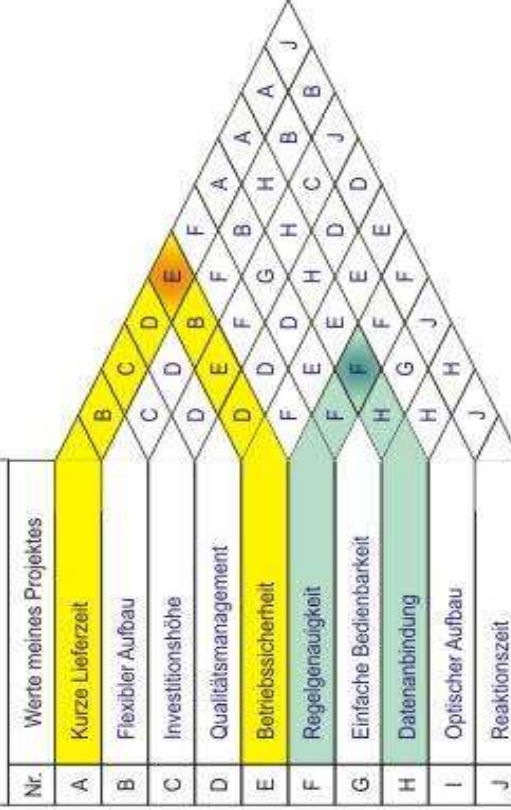 Nr. Werte meines Projektes
A Kurze Lieferzeit
B Flexibler Aufbau
C Investitionshöhe
D Qualitätsmanagement
E Betriebssicherheit
F Regelgenauigkeit
G Einfache Bedienbarkeit
H Datenanbindung
I Optischer Aufbau
J Reaktionszeit
B C D E F A A A J
C D B F B H B B
D E F G H C J
D D D H D D
F E E E E
F F F F
H G J
H H
J